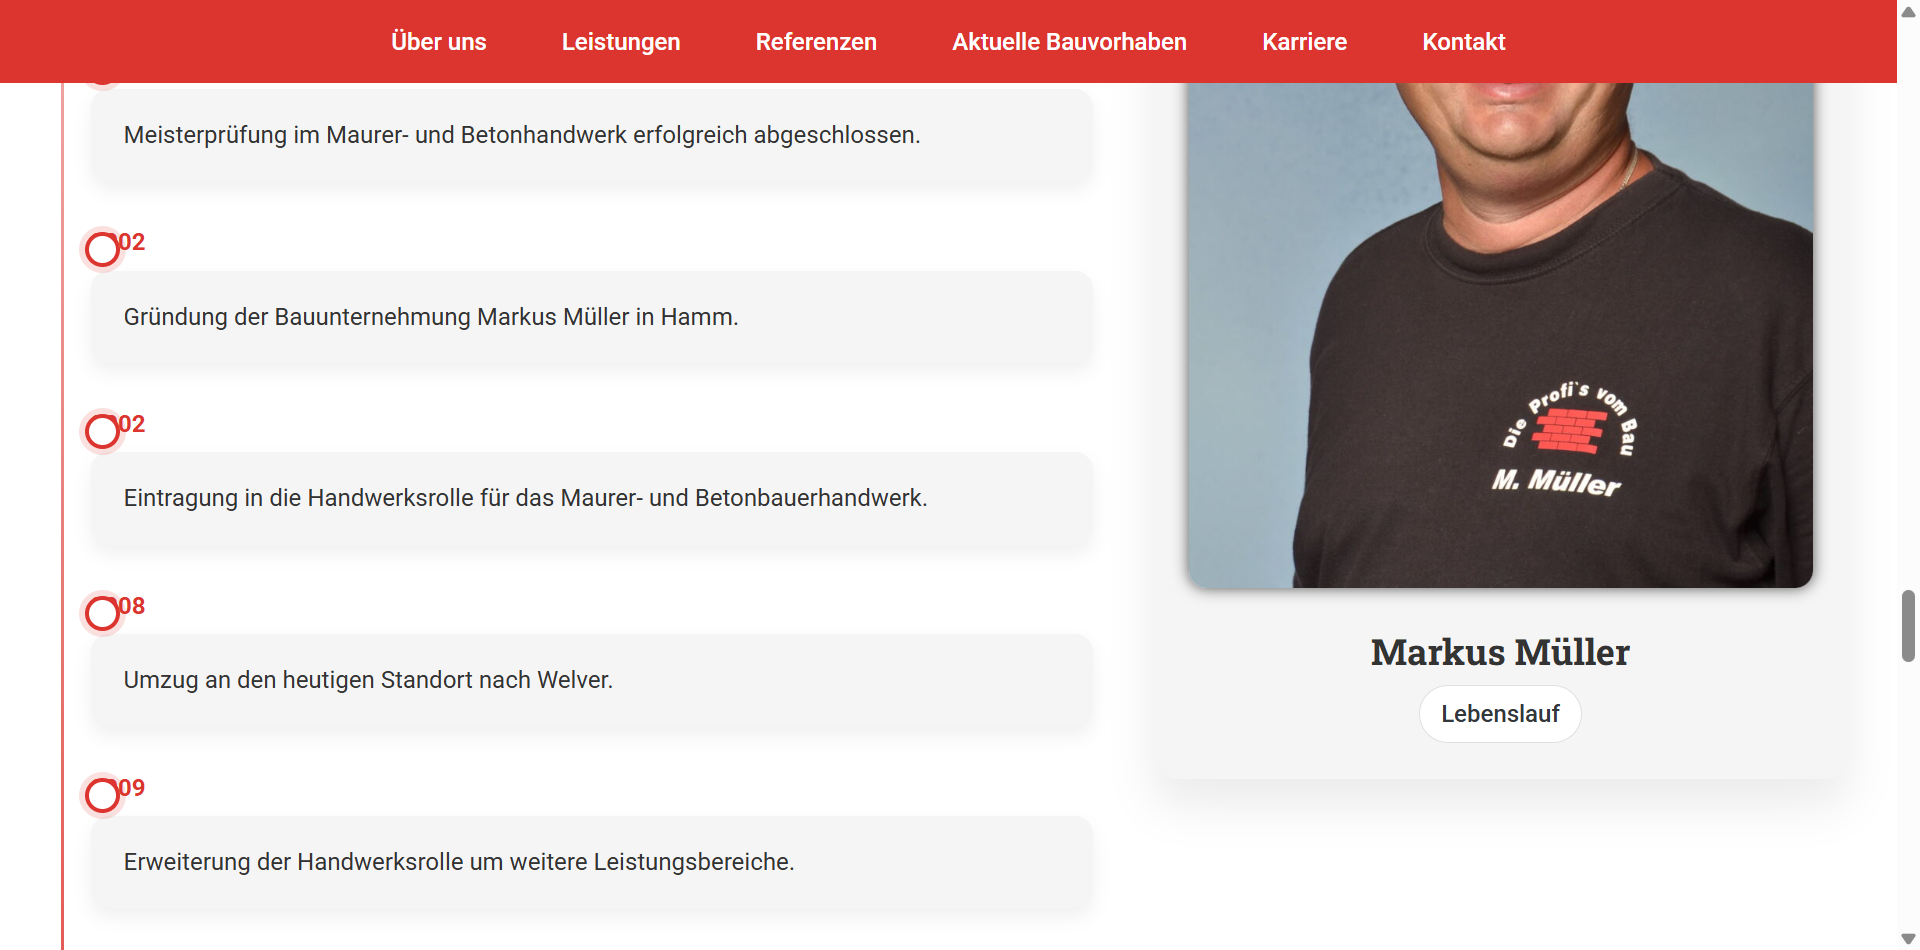 Über uns Leistungen Referenzen Aktuelle Bauvorhaben Karriere Kontakt
Meisterprüfung im Maurer- und Betonhandwerk erfolgreich abgeschlossen.
02
Gründung der Bauunternehmung Markus Müller in Hamm.
02
Eintragung in die Handwerksrolle für das Maurer- und Betonbauerhandwerk.
08
Umzug an den heutigen Standort nach Welver.
09
Erweiterung der Handwerksrolle um weitere Leistungsbereiche.
Die Profi`s vom Bau
M. Müller
Markus Müller
Lebenslauf